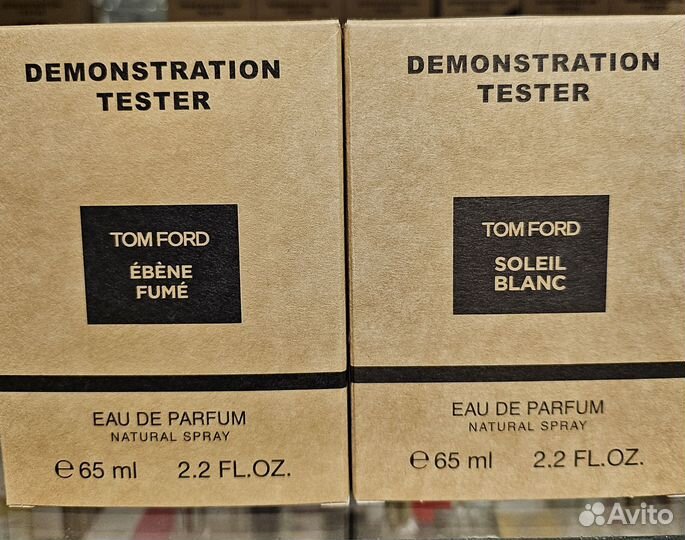 DEMONSTRATION
TESTER
TOM FORD
ÉBÈNE
FUMÉ
EAU DE PARFUM
NATURAL SPRAY
℮ 65 ml 2.2 FL.OZ.
DEMONSTRATION
TESTER
TOM FORD
SOLEIL
BLANC
EAU DE PARFUM
NATURAL SPRAY
℮ 65 ml 2.2 FL.OZ.
Avito